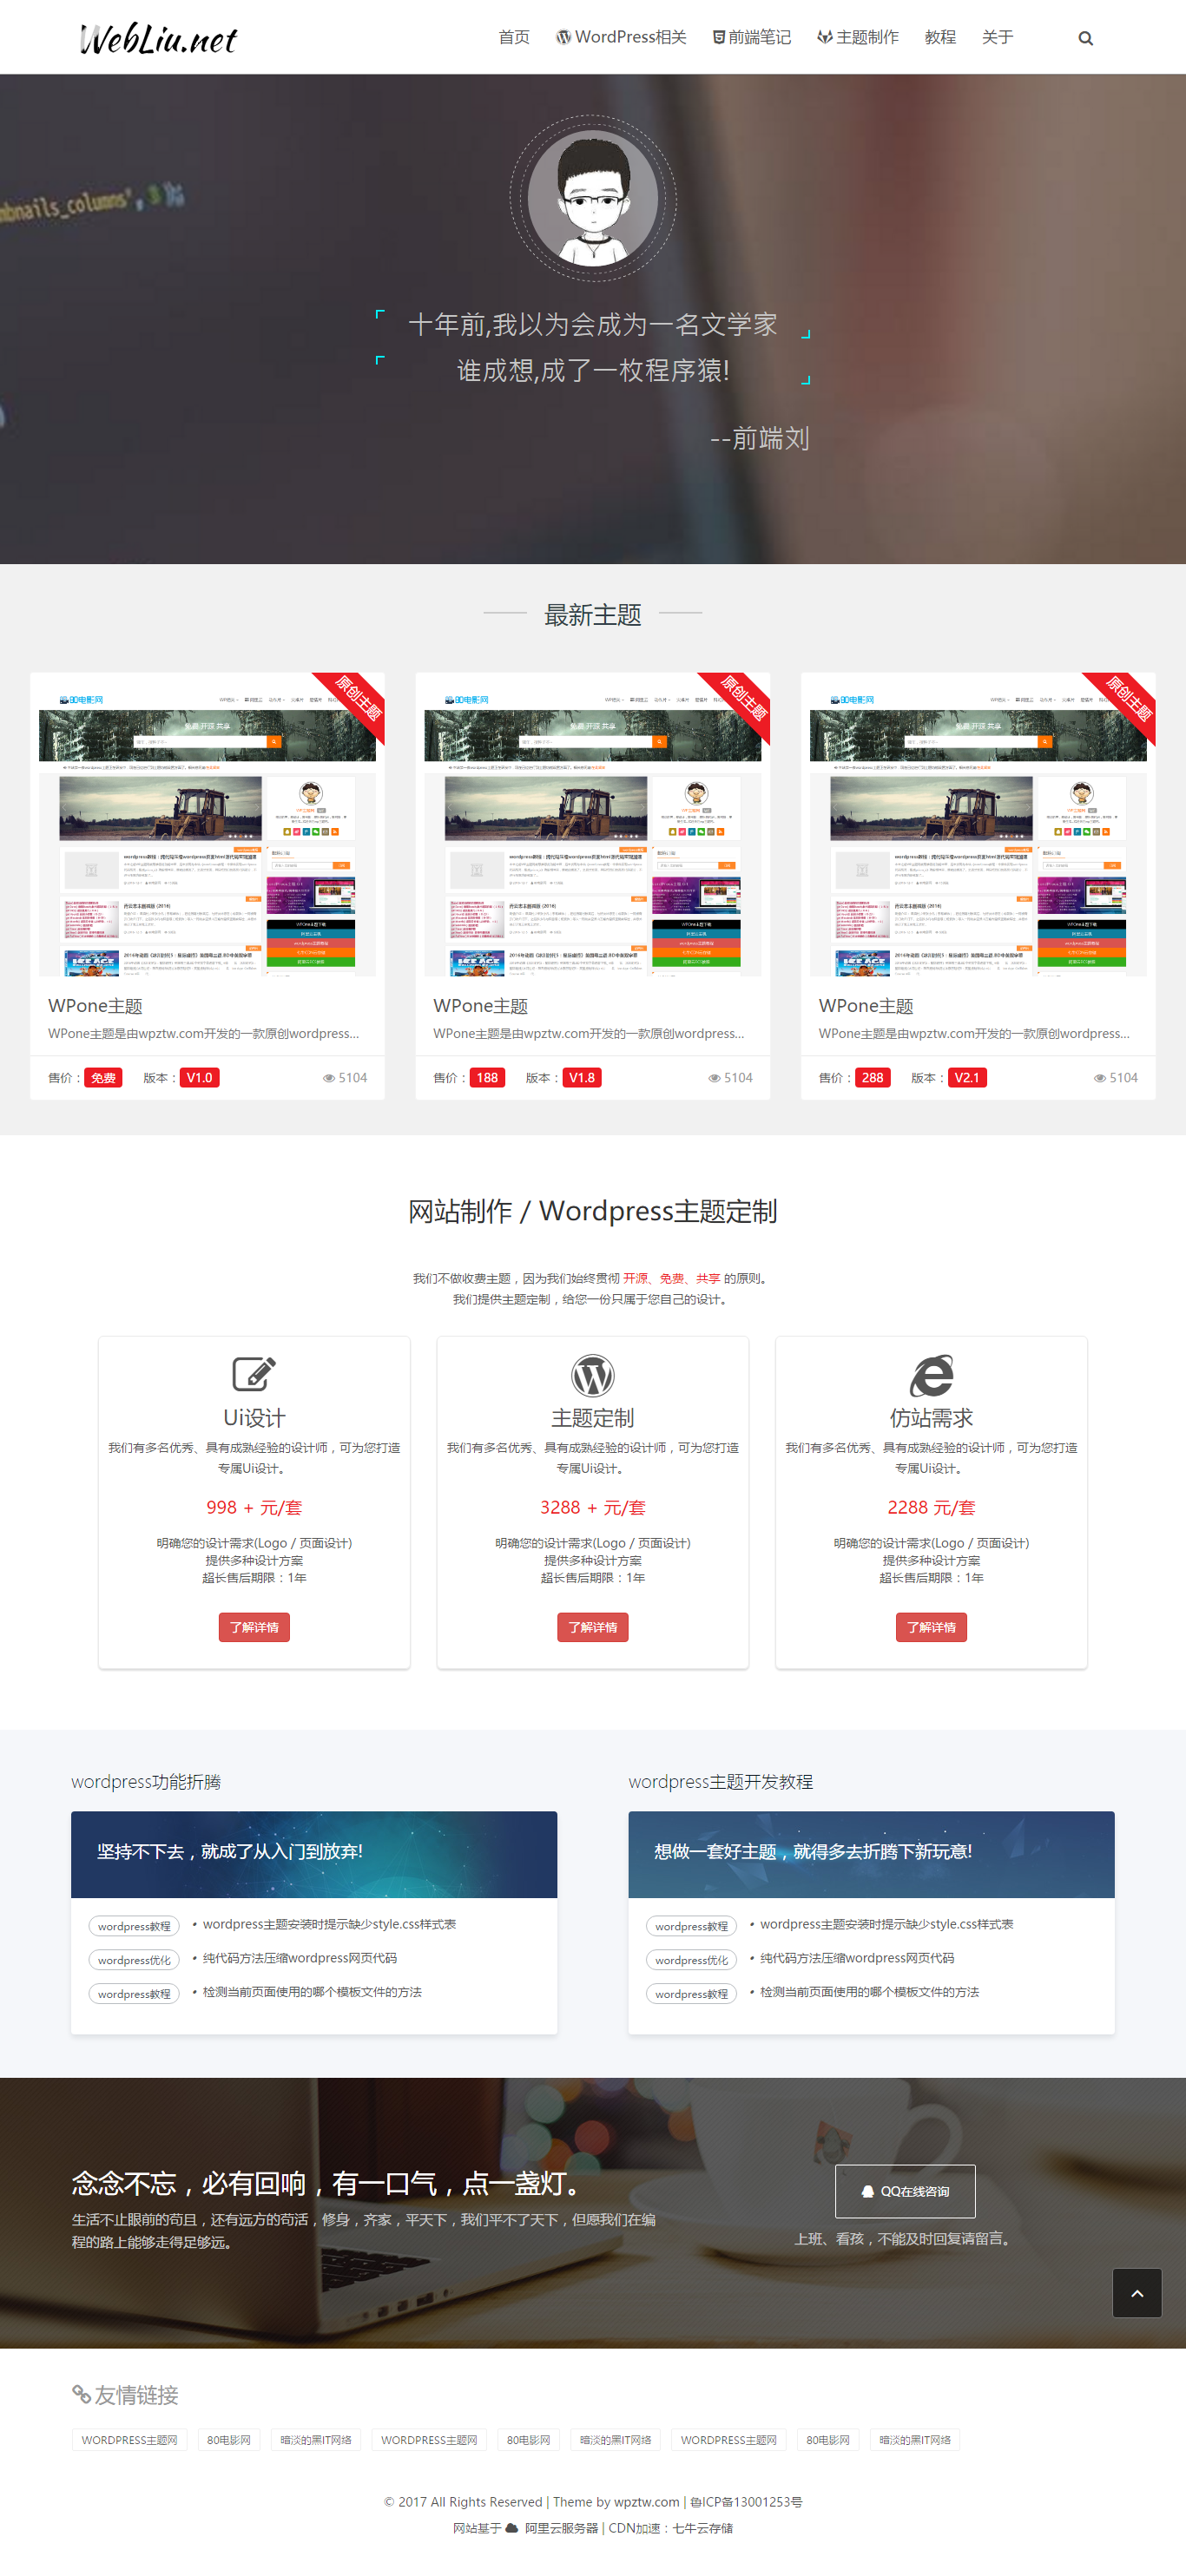 WebLiu.net
首页 WordPress相关 前端笔记 主题制作 教程 关于
mbnails_columns',3);
十年前,我以为会成为一名文学家
谁成想,成了一枚程序猿!
--前端刘
最新主题
原创主题 原创主题 原创主题
80电影网 80电影网 80电影网
免费 开源 共享 免费 开源 共享 免费 开源 共享
WPone主题 WPone主题 WPone主题
WPone主题是由wpztw.com开发的一款原创wordpress... WPone主题是由wpztw.com开发的一款原创wordpress... WPone主题是由wpztw.com开发的一款原创wordpress...
售价：免费 版本：V1.0 5104 售价：188 版本：V1.8 5104 售价：288 版本：V2.1 5104
网站制作 / Wordpress主题定制
我们不做收费主题，因为我们始终贯彻 开源、免费、共享 的原则。
我们提供主题定制，给您一份只属于您自己的设计。
Ui设计 主题定制 仿站需求
我们有多名优秀、具有成熟经验的设计师，可为您打造 我们有多名优秀、具有成熟经验的设计师，可为您打造 我们有多名优秀、具有成熟经验的设计师，可为您打造
专属Ui设计。 专属Ui设计。 专属Ui设计。
998 + 元/套 3288 + 元/套 2288 元/套
明确您的设计需求(Logo / 页面设计) 明确您的设计需求(Logo / 页面设计) 明确您的设计需求(Logo / 页面设计)
提供多种设计方案 提供多种设计方案 提供多种设计方案
超长售后期限：1年 超长售后期限：1年 超长售后期限：1年
了解详情 了解详情 了解详情
wordpress功能折腾 wordpress主题开发教程
坚持不下去，就成了从入门到放弃! 想做一套好主题，就得多去折腾下新玩意!
wordpress教程 • wordpress主题安装时提示缺少style.css样式表 wordpress教程 • wordpress主题安装时提示缺少style.css样式表
wordpress优化 • 纯代码方法压缩wordpress网页代码 wordpress优化 • 纯代码方法压缩wordpress网页代码
wordpress教程 • 检测当前页面使用的哪个模板文件的方法 wordpress教程 • 检测当前页面使用的哪个模板文件的方法
念念不忘，必有回响，有一口气，点一盏灯。
生活不止眼前的苟且，还有远方的苟活，修身，齐家，平天下，我们平不了天下，但愿我们在编
程的路上能够走得足够远。
QQ在线咨询
上班、看孩，不能及时回复请留言。
友情链接
WORDPRESS主题网 80电影网 暗淡的黑IT网络 WORDPRESS主题网 80电影网 暗淡的黑IT网络 WORDPRESS主题网 80电影网 暗淡的黑IT网络
© 2017 All Rights Reserved | Theme by wpztw.com | 鲁ICP备13001253号
网站基于 阿里云服务器 | CDN加速：七牛云存储